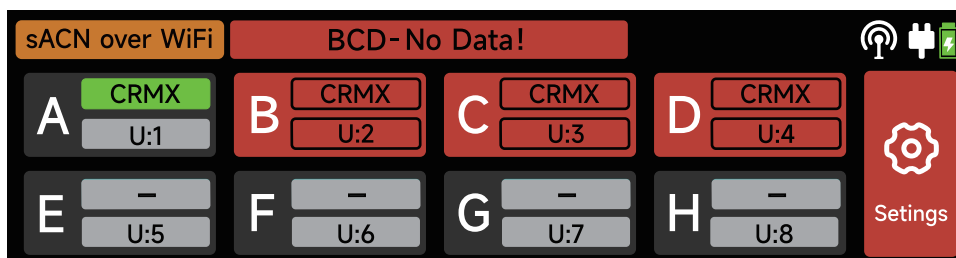 sACN over WiFi BCD-No Data!
A CRMX B CRMX C CRMX D CRMX
U:1 U:2 U:3 U:4
E – F – G – H –
U:5 U:6 U:7 U:8
Setings